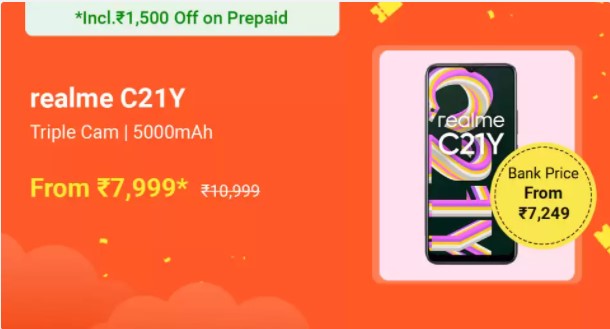 *Incl.₹1,500 Off on Prepaid
realme C21Y
Triple Cam | 5000mAh
From ₹7,999* ₹10,999
realme
C21Y
Bank Price
From
₹7,249